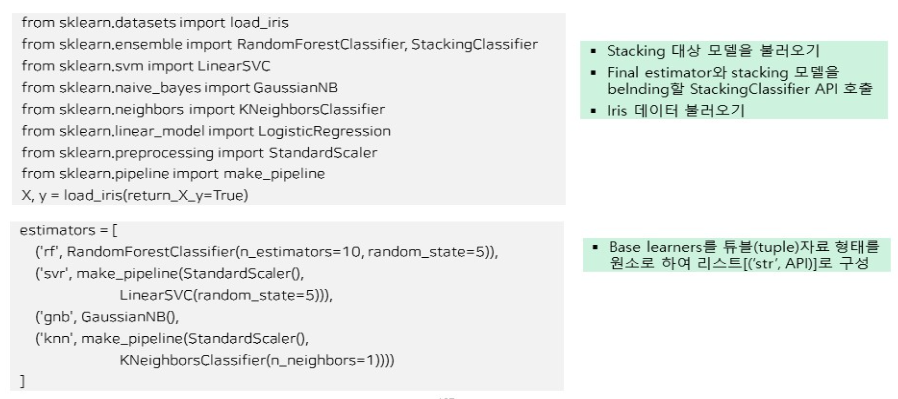 from sklearn.datasets import load_iris
from sklearn.ensemble import RandomForestClassifier, StackingClassifier
from sklearn.svm import LinearSVC
from sklearn.naive_bayes import GaussianNB
from sklearn.neighbors import KNeighborsClassifier
from sklearn.linear_model import LogisticRegression
from sklearn.preprocessing import StandardScaler
from sklearn.pipeline import make_pipeline
X, y = load_iris(return_X_y=True)
▪ Stacking 대상 모델을 불러오기
▪ Final estimator와 stacking 모델을
belnding할 StackingClassifier API 호출
▪ Iris 데이터 불러오기
estimators = [
('rf', RandomForestClassifier(n_estimators=10, random_state=5)),
('svr', make_pipeline(StandardScaler(),
LinearSVC(random_state=5))),
('gnb', GaussianNB(),
('knn', make_pipeline(StandardScaler(),
KNeighborsClassifier(n_neighbors=1))))
]
▪ Base learners를 튜블(tuple)자료 형태를
원소로 하여 리스트[('str', API)]로 구성